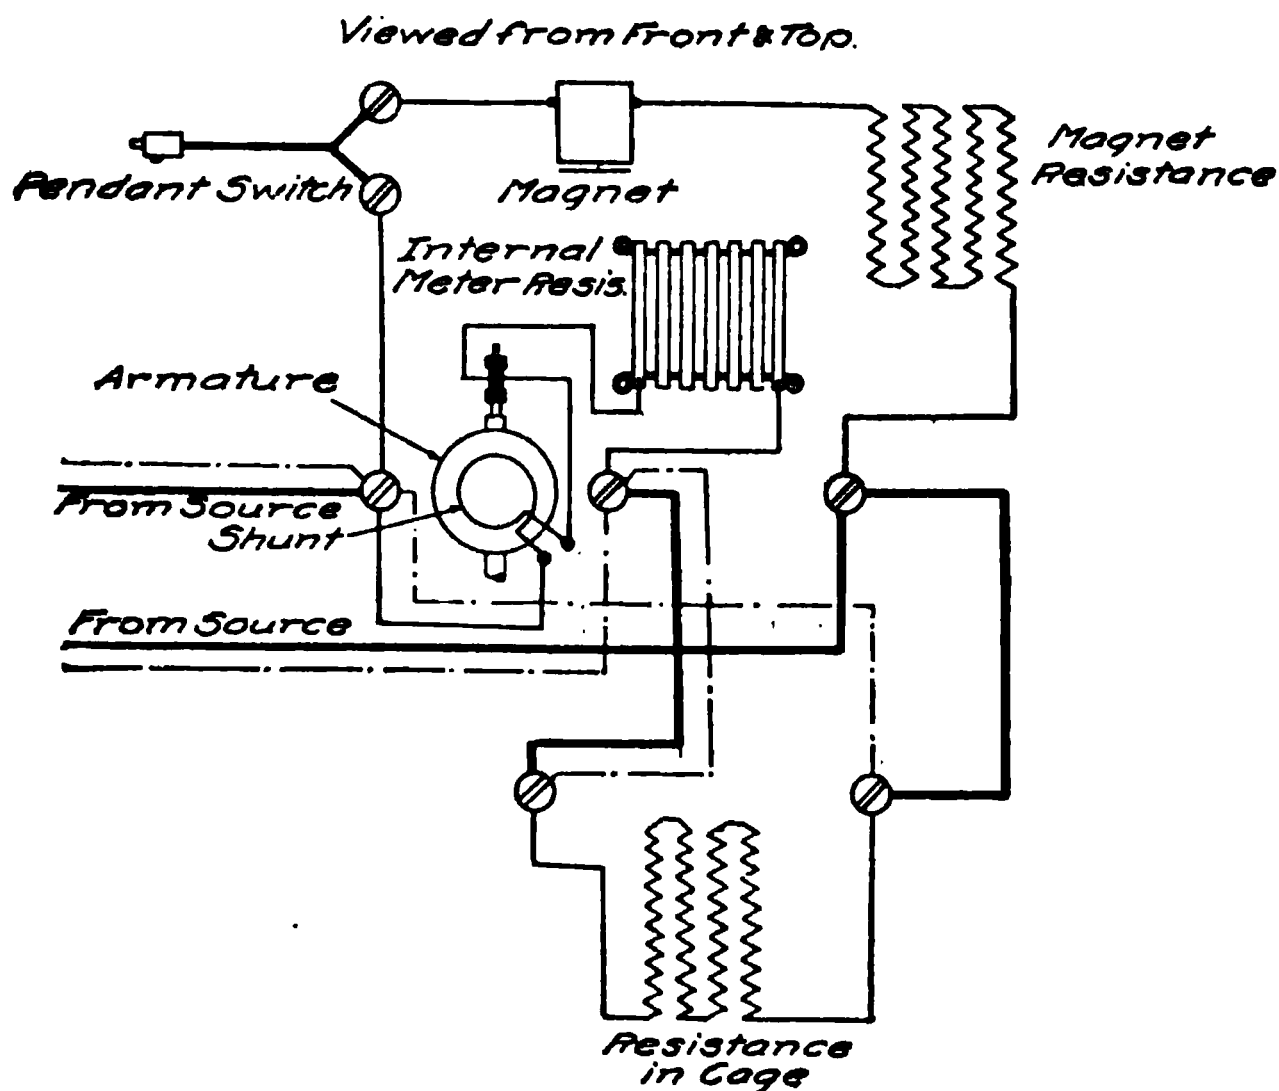 Viewed from Front & Top.
Magnet
Resistance
Pendant Switch
Magnet
Internal
Meter Resis.
Armature
From Source
Shunt
From Source
Resistance
in Cage